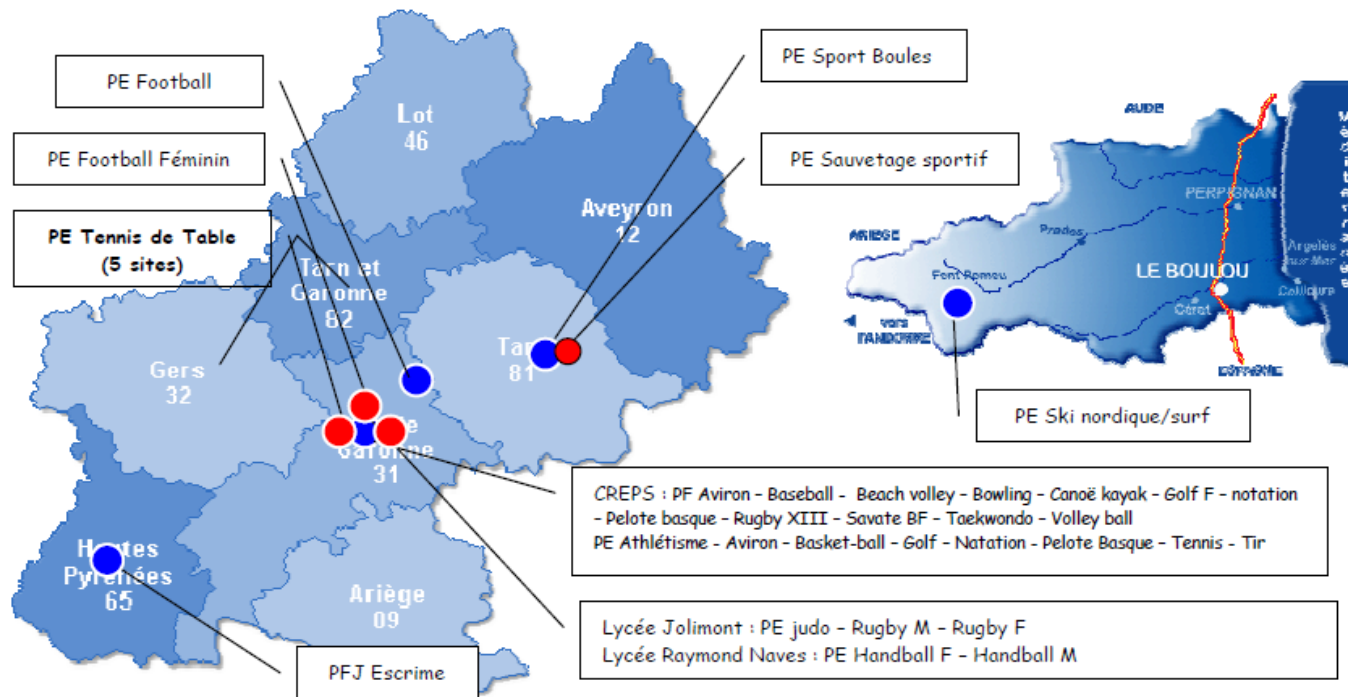 PE Football
PE Football Féminin
PE Tennis de Table
(5 sites)
Lot
46
Aveyron
12
Tarn et
Garonne
82
Gers
32
81
Garonne
31
Pyrénées
65
Ariège
09
PE Sport Boules
PE Sauvetage sportif
AUDE
PERPIGNAN
ARIEGE
Prades
Font Romeu
LE BOULOU
Argelès
sur Mer
Collioure
Céret
vers
l'ANDORRE
ESPAGNE
Méditerranée
PE Ski nordique/surf
CREPS : PF Aviron – Baseball - Beach volley – Bowling – Canoë kayak – Golf F – notation
– Pelote basque – Rugby XIII – Savate BF – Taekwondo – Volley ball
PE Athlétisme - Aviron – Basket-ball – Golf – Natation - Pelote Basque – Tennis - Tir
Lycée Jolimont : PE judo – Rugby M – Rugby F
Lycée Raymond Naves : PE Handball F – Handball M
PFJ Escrime